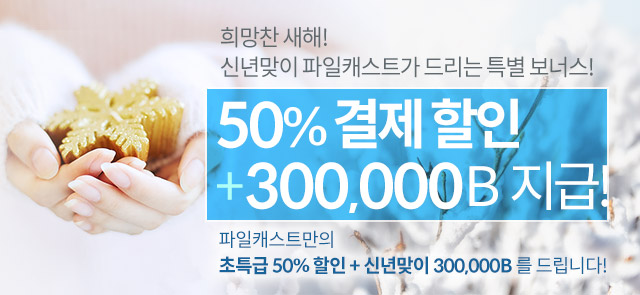 희망찬 새해!
신년맞이 파일캐스트가 드리는 특별 보너스!
50% 결제 할인
+300,000B 지급!
파일캐스트만의
초특급 50% 할인 + 신년맞이 300,000B 를 드립니다!